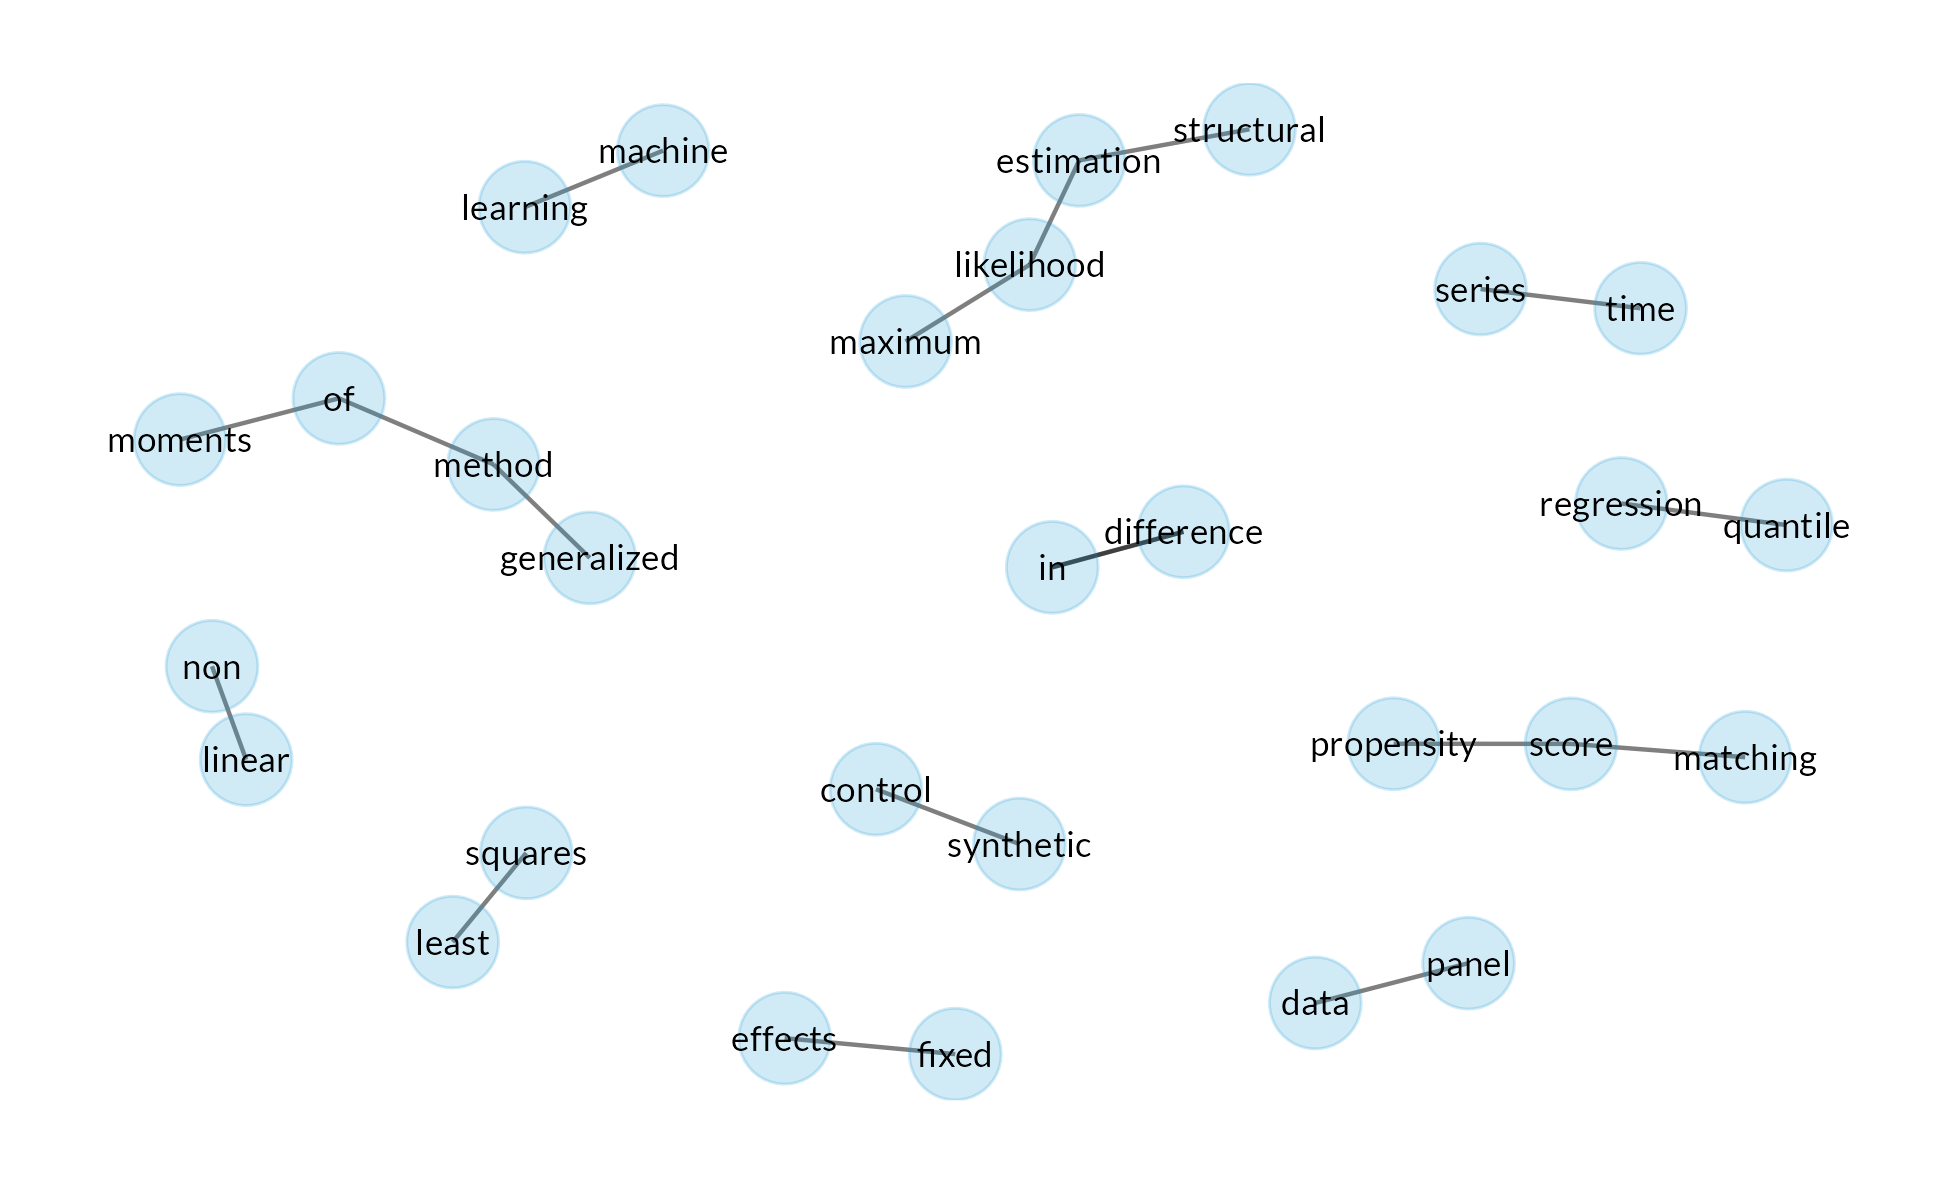 structural
machine
estimation
learning
likelihood
series
time
maximum
of
moments
method
regression
quantile
difference
generalized
in
non
linear
propensity
score
matching
control
synthetic
squares
least
panel
data
effects
fixed